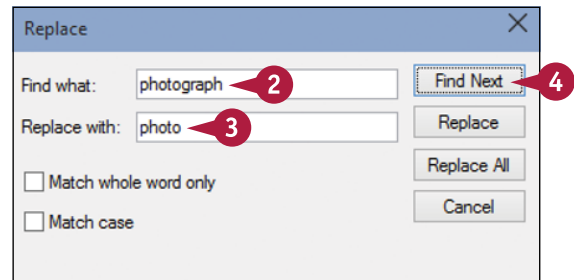 Replace
Find what: photograph 2 Find Next 4
Replace with: photo 3 Replace
Replace All
Match whole word only
Cancel
Match case